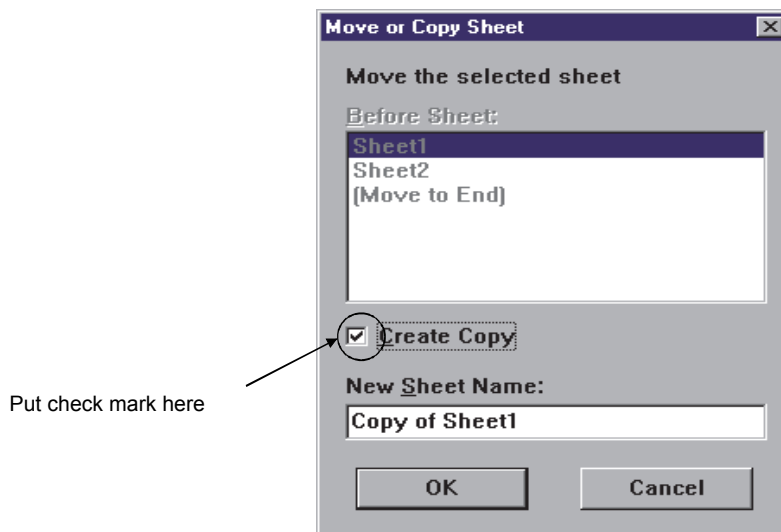 Move or Copy Sheet
Move the selected sheet
Before Sheet:
Sheet1
Sheet2
(Move to End)
Create Copy
Put check mark here
New Sheet Name:
Copy of Sheet1
OK
Cancel